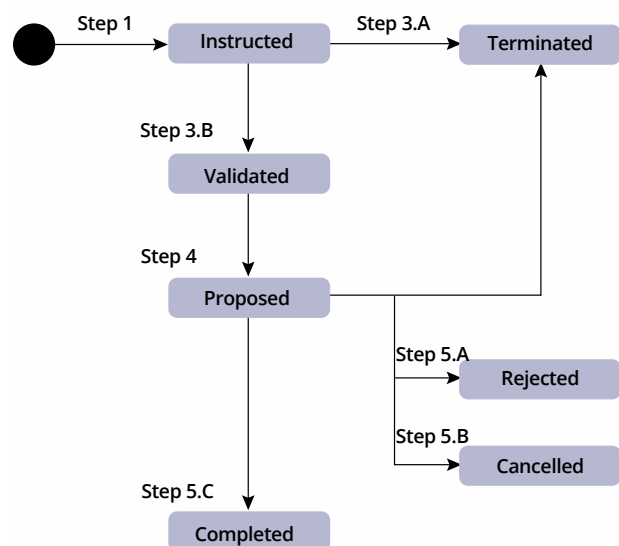 Step 1
Instructed
Step 3.A
Terminated
Step 3.B
Validated
Step 4
Proposed
Step 5.A
Rejected
Step 5.B
Cancelled
Step 5.C
Completed